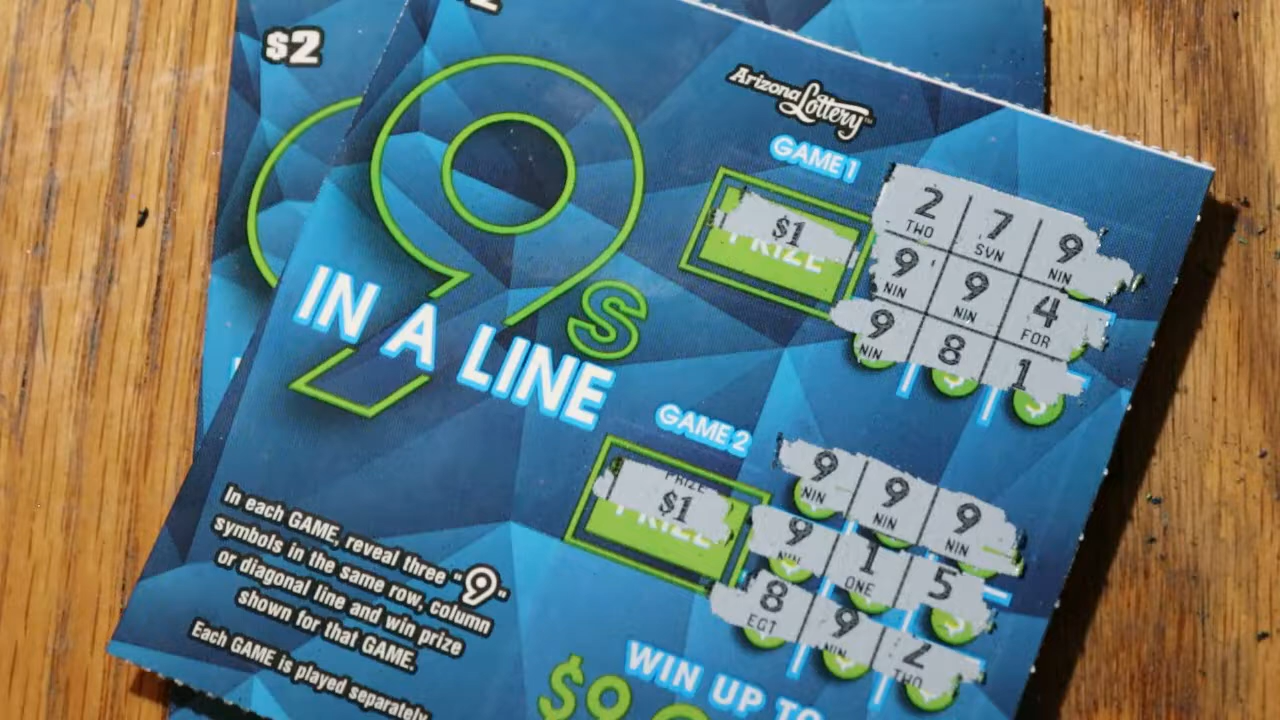 $2
9s
IN A LINE
Arizona Lottery™
GAME 1
$1
PRIZE
2 7 9
TWO SVN NIN
9 9 4
NIN NIN FOR
9 8 1
NIN
GAME 2
PRIZE
$1
PRIZE
9 9 9
NIN NIN NIN
9 1 5
NIN ONE
8 9 2
EGT NIN TWO
In each GAME, reveal three "9"
symbols in the same row, column
or diagonal line and win prize
shown for that GAME.
Each GAME is played separately
WIN UP TO